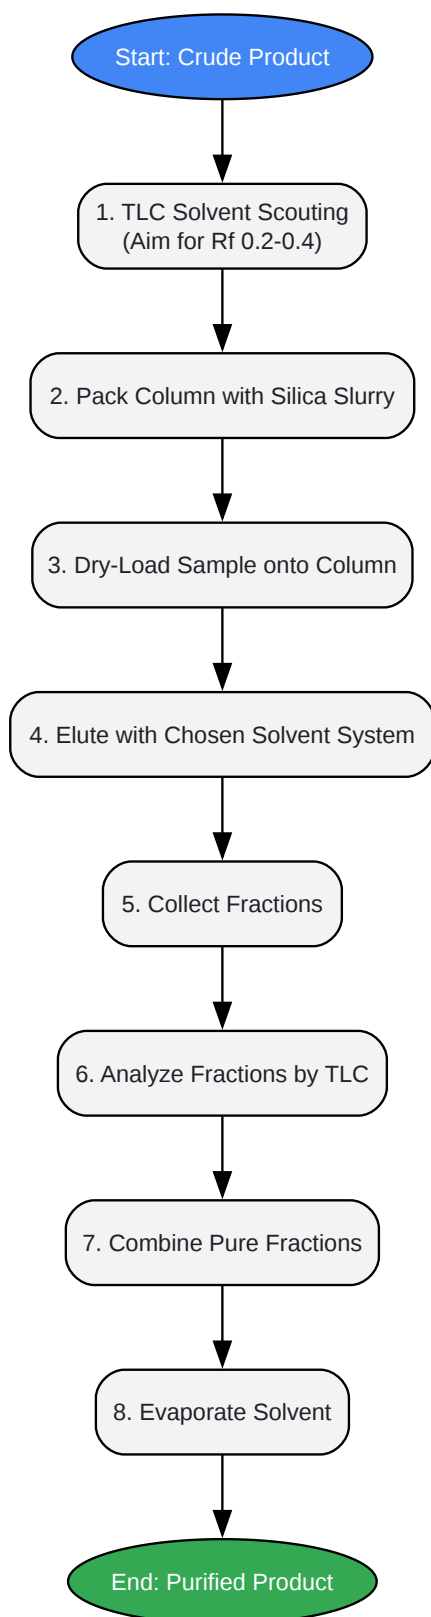 Start: Crude Product
1. TLC Solvent Scouting
(Aim for Rf 0.2-0.4)
2. Pack Column with Silica Slurry
3. Dry-Load Sample onto Column
4. Elute with Chosen Solvent System
5. Collect Fractions
6. Analyze Fractions by TLC
7. Combine Pure Fractions
8. Evaporate Solvent
End: Purified Product